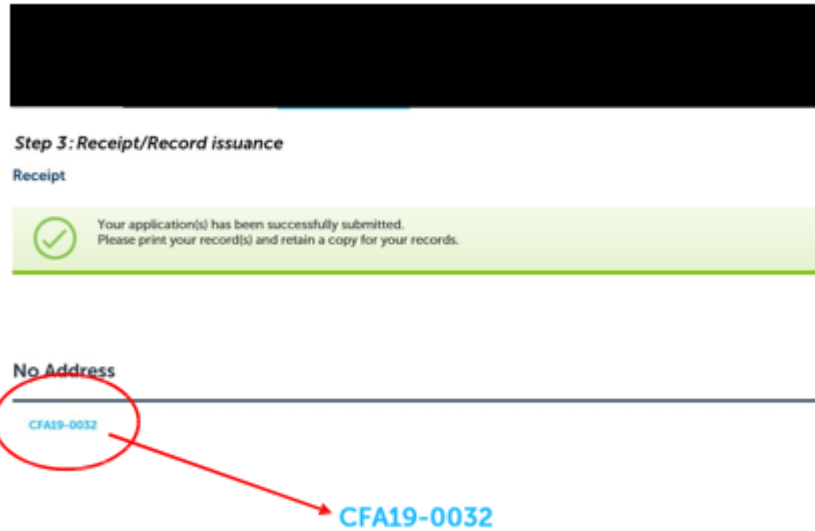 Step 3: Receipt/Record issuance
Receipt
Your application(s) has been successfully submitted.
Please print your record(s) and retain a copy for your records.
No Address
CFA19-0032
CFA19-0032